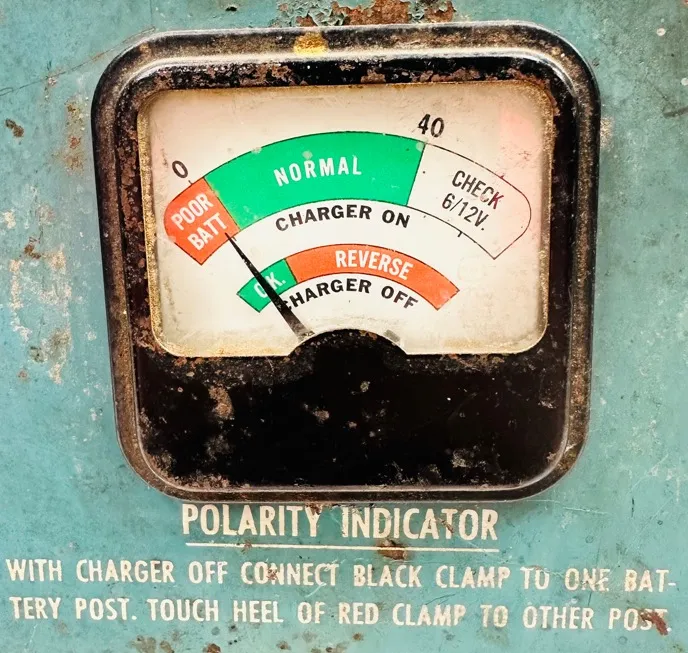 40
0
NORMAL
POOR
BATT
CHECK
6/12V.
CHARGER ON
REVERSE
O.K.
CHARGER OFF
POLARITY INDICATOR
WITH CHARGER OFF CONNECT BLACK CLAMP TO ONE BAT-
TERY POST. TOUCH HEEL OF RED CLAMP TO OTHER POST